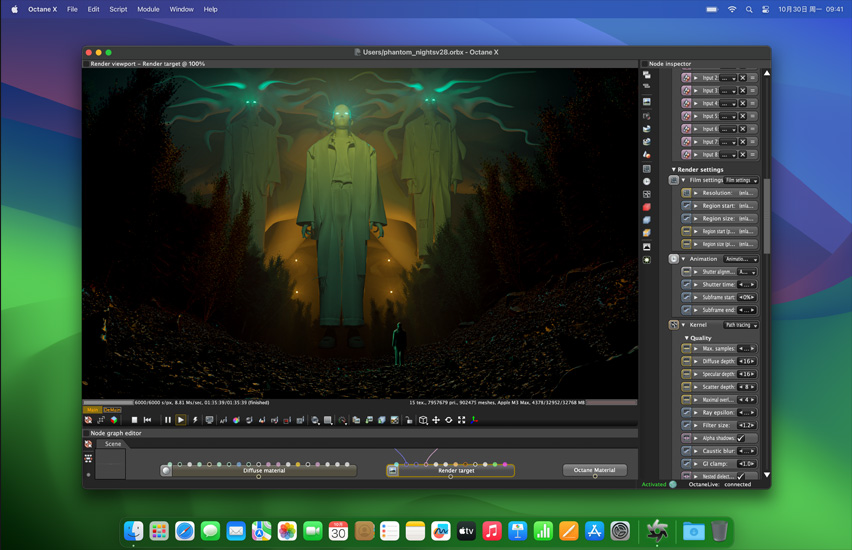 Octane X File Edit Script Module Window Help 10月30日 周一 09:41
Users/phantom_nightsv28.orbx - Octane X
Render viewport - Render target @ 100%
Node inspector
Input 2:
Input 3:
Input 4:
Input 5:
Input 6:
Input 7:
Input 8:
Render settings
Film settings Film settings
Resolution:
Region start:
Region size:
Region start (p...
Region size (pi...
Animation Animatio...
Shutter alignm... A...
Shutter time:
Subframe start: 0%
Subframe end:
Kernel Path tracing
Quality
Max. samples
Diffuse depth: 16
Specular depth: 16
Scatter depth: 8
Maximal overl... 4
Ray epsilon:
Filter size: 1.2
Alpha shadows
Caustic blur:
GI clamp: 1.0
Nested dielect...
6000/6000 s/px, 8.81 Ms/sec, 01:35:39/01:35:39 (finished)
15 tex., 7957679 pri., 902475 meshes, Apple M3 Max, 4378/32952/32768 MB
Main DeMain
Node graph editor
Scene
Diffuse material
Render target
Octane Material
Activated OctaneLive: connected
30
tv